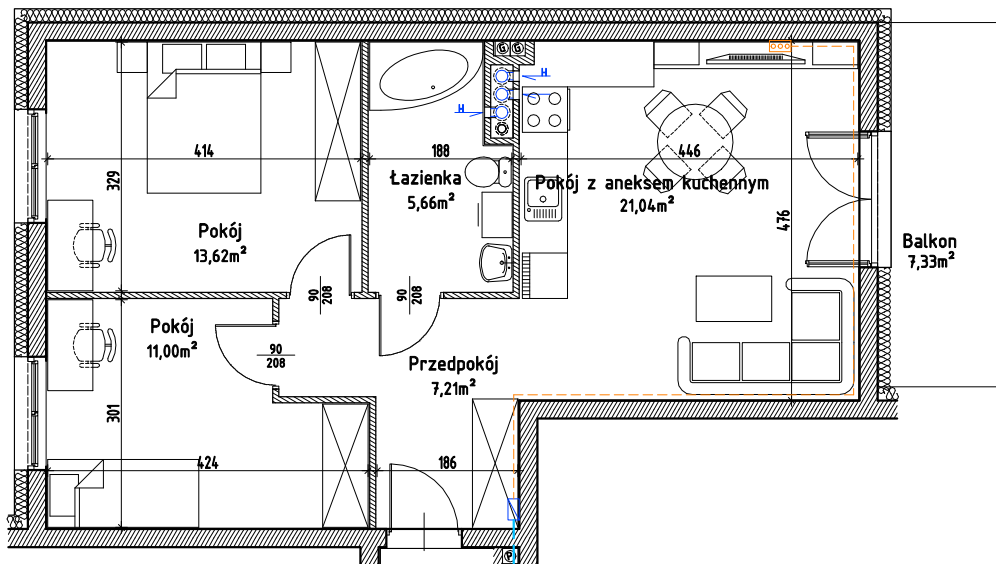 G G
H
H
414
188
446
329
Łazienka
5,66m²
Pokój z aneksem kuchennym
21,04m²
476
Pokój
13,62m²
Balkon
7,33m²
90
208
90
208
Pokój
11,00m²
90
208
Przedpokój
7,21m²
301
424
186
P